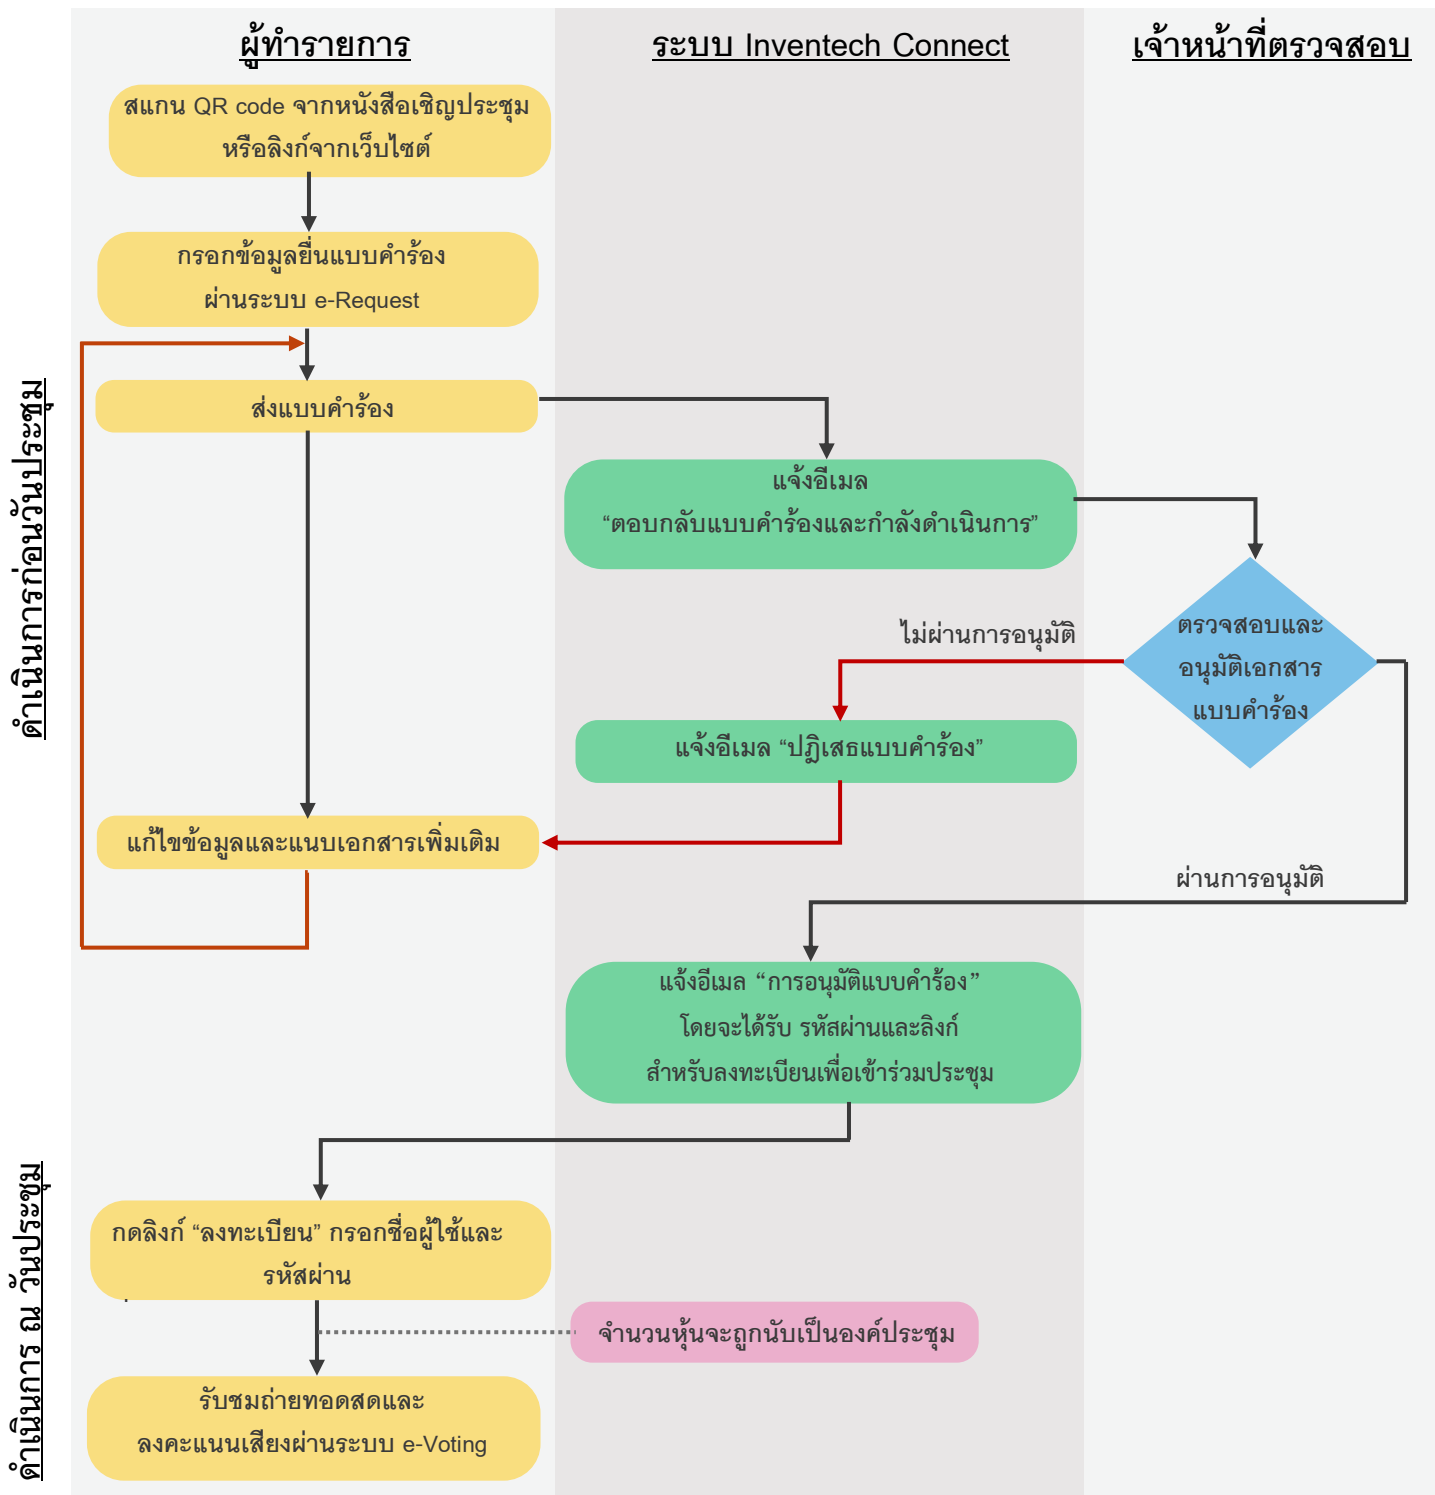 ผู้ทำรายการ
ระบบ Inventech Connect
เจ้าหน้าที่ตรวจสอบ
ดำเนินการก่อนวันประชุม
สแกน QR code จากหนังสือเชิญประชุม
หรือลิงก์จากเว็บไซต์
กรอกข้อมูลยื่นแบบคำร้อง
ผ่านระบบ e-Request
ส่งแบบคำร้อง
แจ้งอีเมล
“ตอบกลับแบบคำร้องและกำลังดำเนินการ”
ตรวจสอบและ
อนุมัติเอกสาร
แบบคำร้อง
ไม่ผ่านการอนุมัติ
แจ้งอีเมล “ปฎิเสธแบบคำร้อง”
แก้ไขข้อมูลและแนบเอกสารเพิ่มเติม
ผ่านการอนุมัติ
แจ้งอีเมล “การอนุมัติแบบคำร้อง”
โดยจะได้รับ รหัสผ่านและลิงก์
สำหรับลงทะเบียนเพื่อเข้าร่วมประชุม
ดำเนินการ ณ วันประชุม
กดลิงก์ “ลงทะเบียน” กรอกชื่อผู้ใช้และ
รหัสผ่าน
จำนวนหุ้นจะถูกนับเป็นองค์ประชุม
รับชมถ่ายทอดสดและ
ลงคะแนนเสียงผ่านระบบ e-Voting